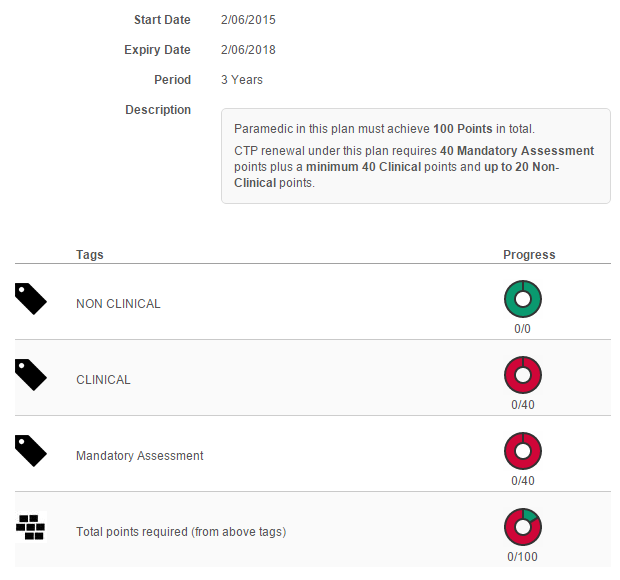 Start Date 2/06/2015
Expiry Date 2/06/2018
Period 3 Years
Description
Paramedic in this plan must achieve 100 Points in total.
CTP renewal under this plan requires 40 Mandatory Assessment
points plus a minimum 40 Clinical points and up to 20 Non-
Clinical points.
Tags Progress
NON CLINICAL
0/0
CLINICAL
0/40
Mandatory Assessment
0/40
Total points required (from above tags)
0/100